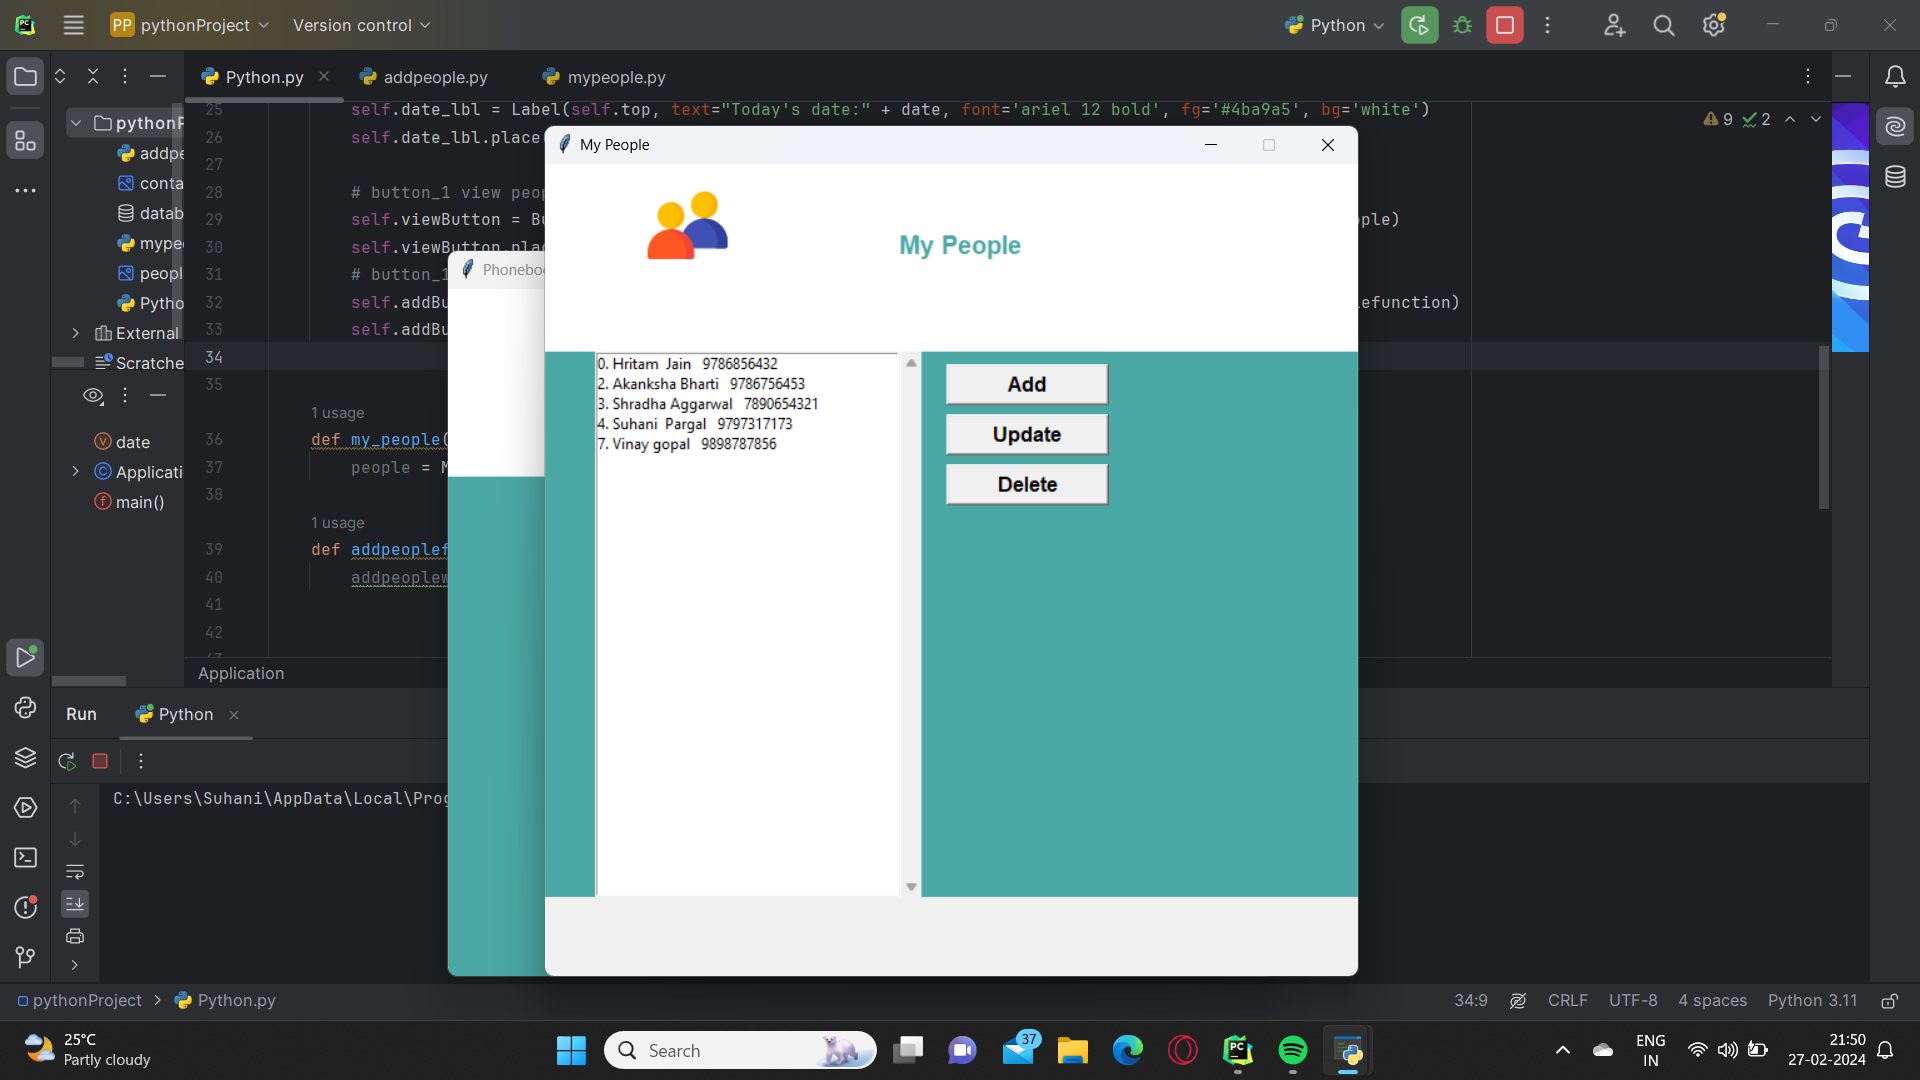 PC
PP pythonProject
Version control
Python
Python.py
addpeople.py
mypeople.py
pythonP
addpe
conta
datab
mype
peopl
Pytho
External
Scratche
date
Applicati
main()
25 self.date_lbl = Label(self.top, text="Today's date:" + date, font='ariel 12 bold', fg='#4ba9a5', bg='white')
26 self.date_lbl.place
27
28 # button_1 view peop
29 self.viewButton = Bu ple)
30 self.viewButton.plac
31 # button_1
32 self.addBu efunction)
33 self.addBu
34
35
1 usage
36 def my_people(
37 people = M
38
1 usage
39 def addpeoplef
40 addpeoplew
41
42
43
9 2
Application
Phoneboo
My People
My People
0. Hritam  Jain   9786856432
2. Akanksha Bharti   9786756453
3. Shradha Aggarwal   7890654321
4. Suhani  Pargal   9797317173
7. Vinay gopal   9898787856
Add
Update
Delete
Run
Python
C:\Users\Suhani\AppData\Local\Prog
pythonProject > Python.py
34:9
CRLF
UTF-8
4 spaces
Python 3.11
25°C
Partly cloudy
Search
37
PC
ENG
IN
21:50
27-02-2024